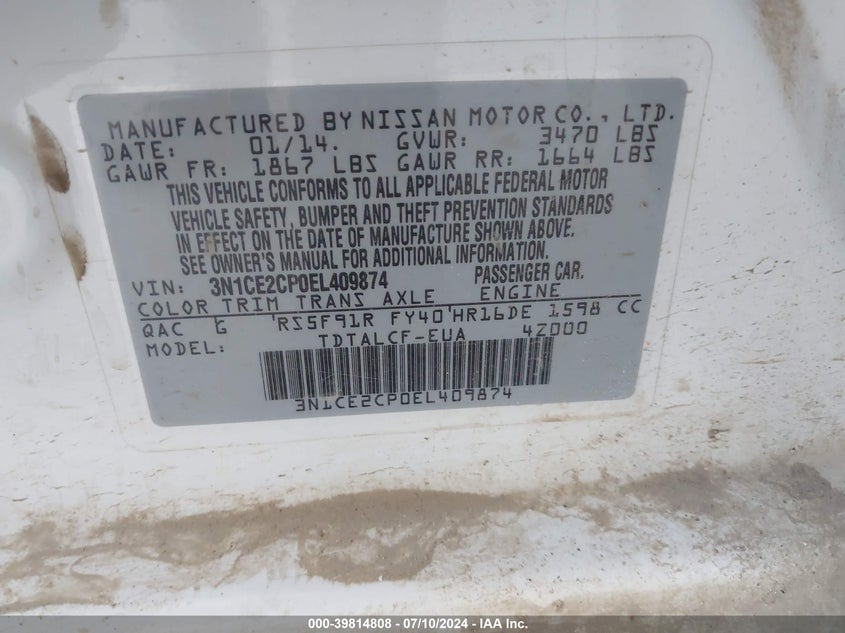 MANUFACTURED BY NISSAN MOTOR CO., LTD.
DATE: 01/14. GVWR: 3470 LBS
GAWR FR: 1867 LBS GAWR RR: 1664 LBS
THIS VEHICLE CONFORMS TO ALL APPLICABLE FEDERAL MOTOR
VEHICLE SAFETY, BUMPER AND THEFT PREVENTION STANDARDS
IN EFFECT ON THE DATE OF MANUFACTURE SHOWN ABOVE.
SEE OWNER'S MANUAL FOR ADDITIONAL INFORMATION.
VIN: 3N1CE2CP0EL409874 PASSENGER CAR.
COLOR TRIM TRANS AXLE ENGINE
QAC G 'RS5F91R FY40'HR16DE 1598 CC
MODEL: TDTALCF-EUA 4Z000
3N1CE2CP0EL409874
000-39814808 - 07/10/2024 - IAA Inc.